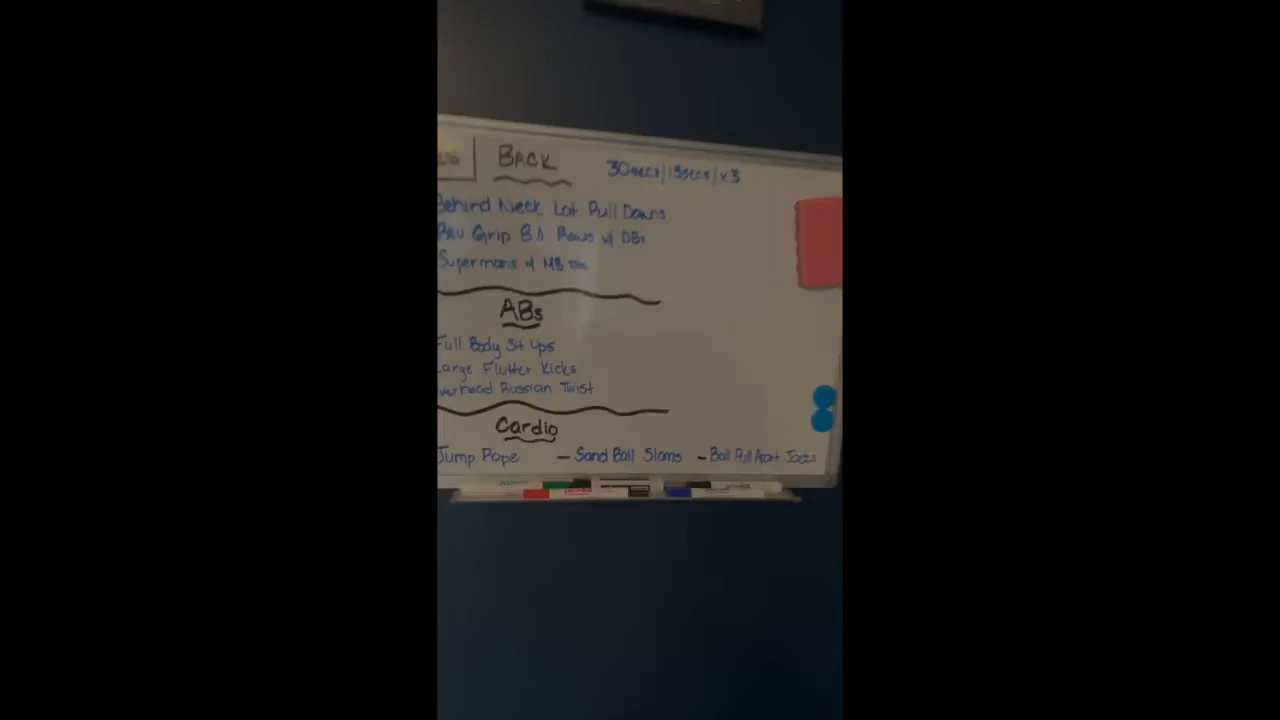 BACK 30secs/15secs/x3
Behind Neck Lat Pull Downs
Rev Grip B.O Rows w/ DBs
Supermans w/ MB
ABs
Full Body Sit Ups
Large Flutter Kicks
Overhead Russian Twist
Cardio
Jump Rope - Sand Ball Slams - Ball Pull Apart Jacks